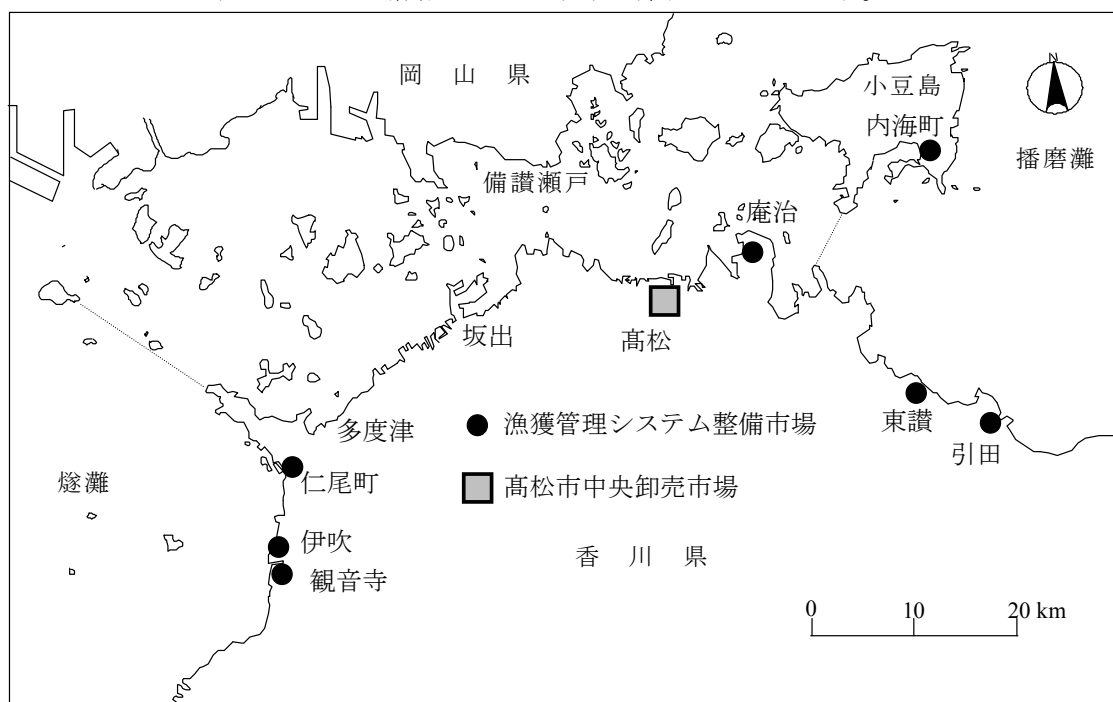 岡 山 県
小豆島
内海町
N
播磨灘
備讃瀬戸
庵治
坂出
髙松
多度津
漁獲管理システム整備市場
東讃
引田
燧灘
仁尾町
髙松市中央卸売市場
伊吹
観音寺
香 川 県
0 10 20 km